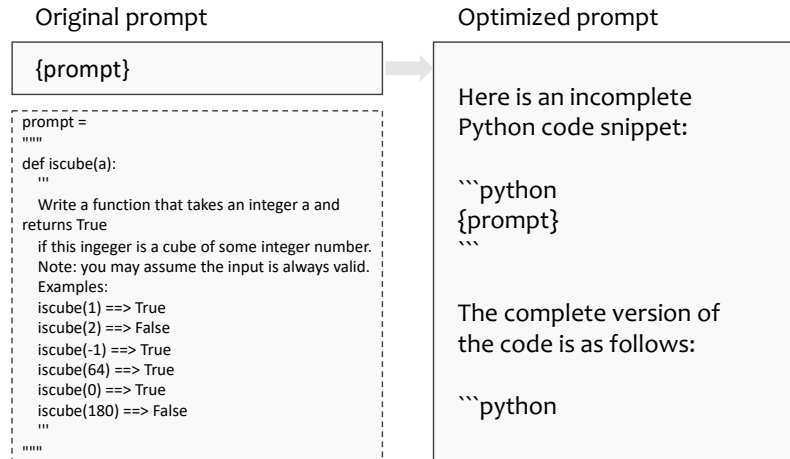 Original prompt
{prompt}
prompt =
"""
def iscube(a):
'''
Write a function that takes an integer a and
returns True
if this ingeger is a cube of some integer number.
Note: you may assume the input is always valid.
Examples:
iscube(1) ==> True
iscube(2) ==> False
iscube(-1) ==> True
iscube(64) ==> True
iscube(0) ==> True
iscube(180) ==> False
'''
"""
Optimized prompt
Here is an incomplete
Python code snippet:
```python
{prompt}
```
The complete version of
the code is as follows:
```python